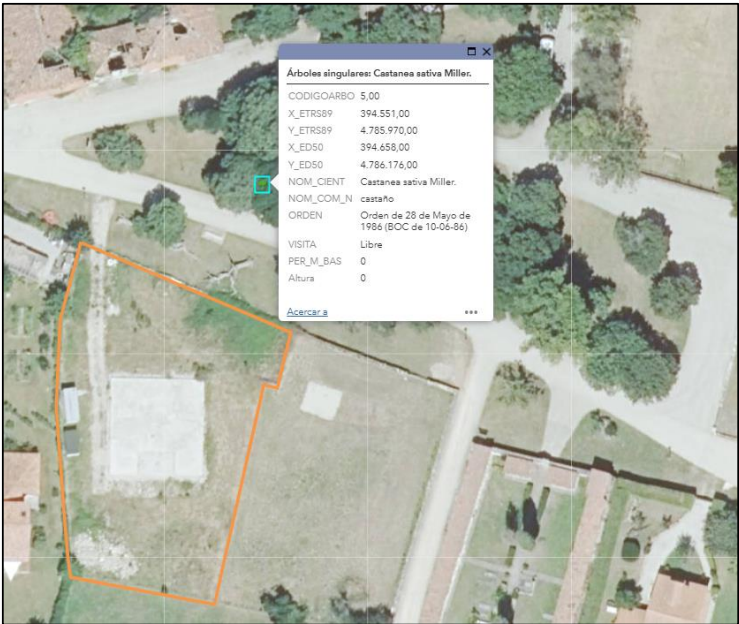 Árboles singulares: Castanea sativa Miller.
CODIGOARBO 5,00
X_ETRS89 394.551,00
Y_ETRS89 4.785.970,00
X_ED50 394.658,00
Y_ED50 4.786.176,00
NOM_CIENT Castanea sativa Miller.
NOM_COM_N castaño
ORDEN Orden de 28 de Mayo de
1986 (BOC de 10-06-86)
VISITA Libre
PER_M_BAS 0
Altura 0
Acercar a